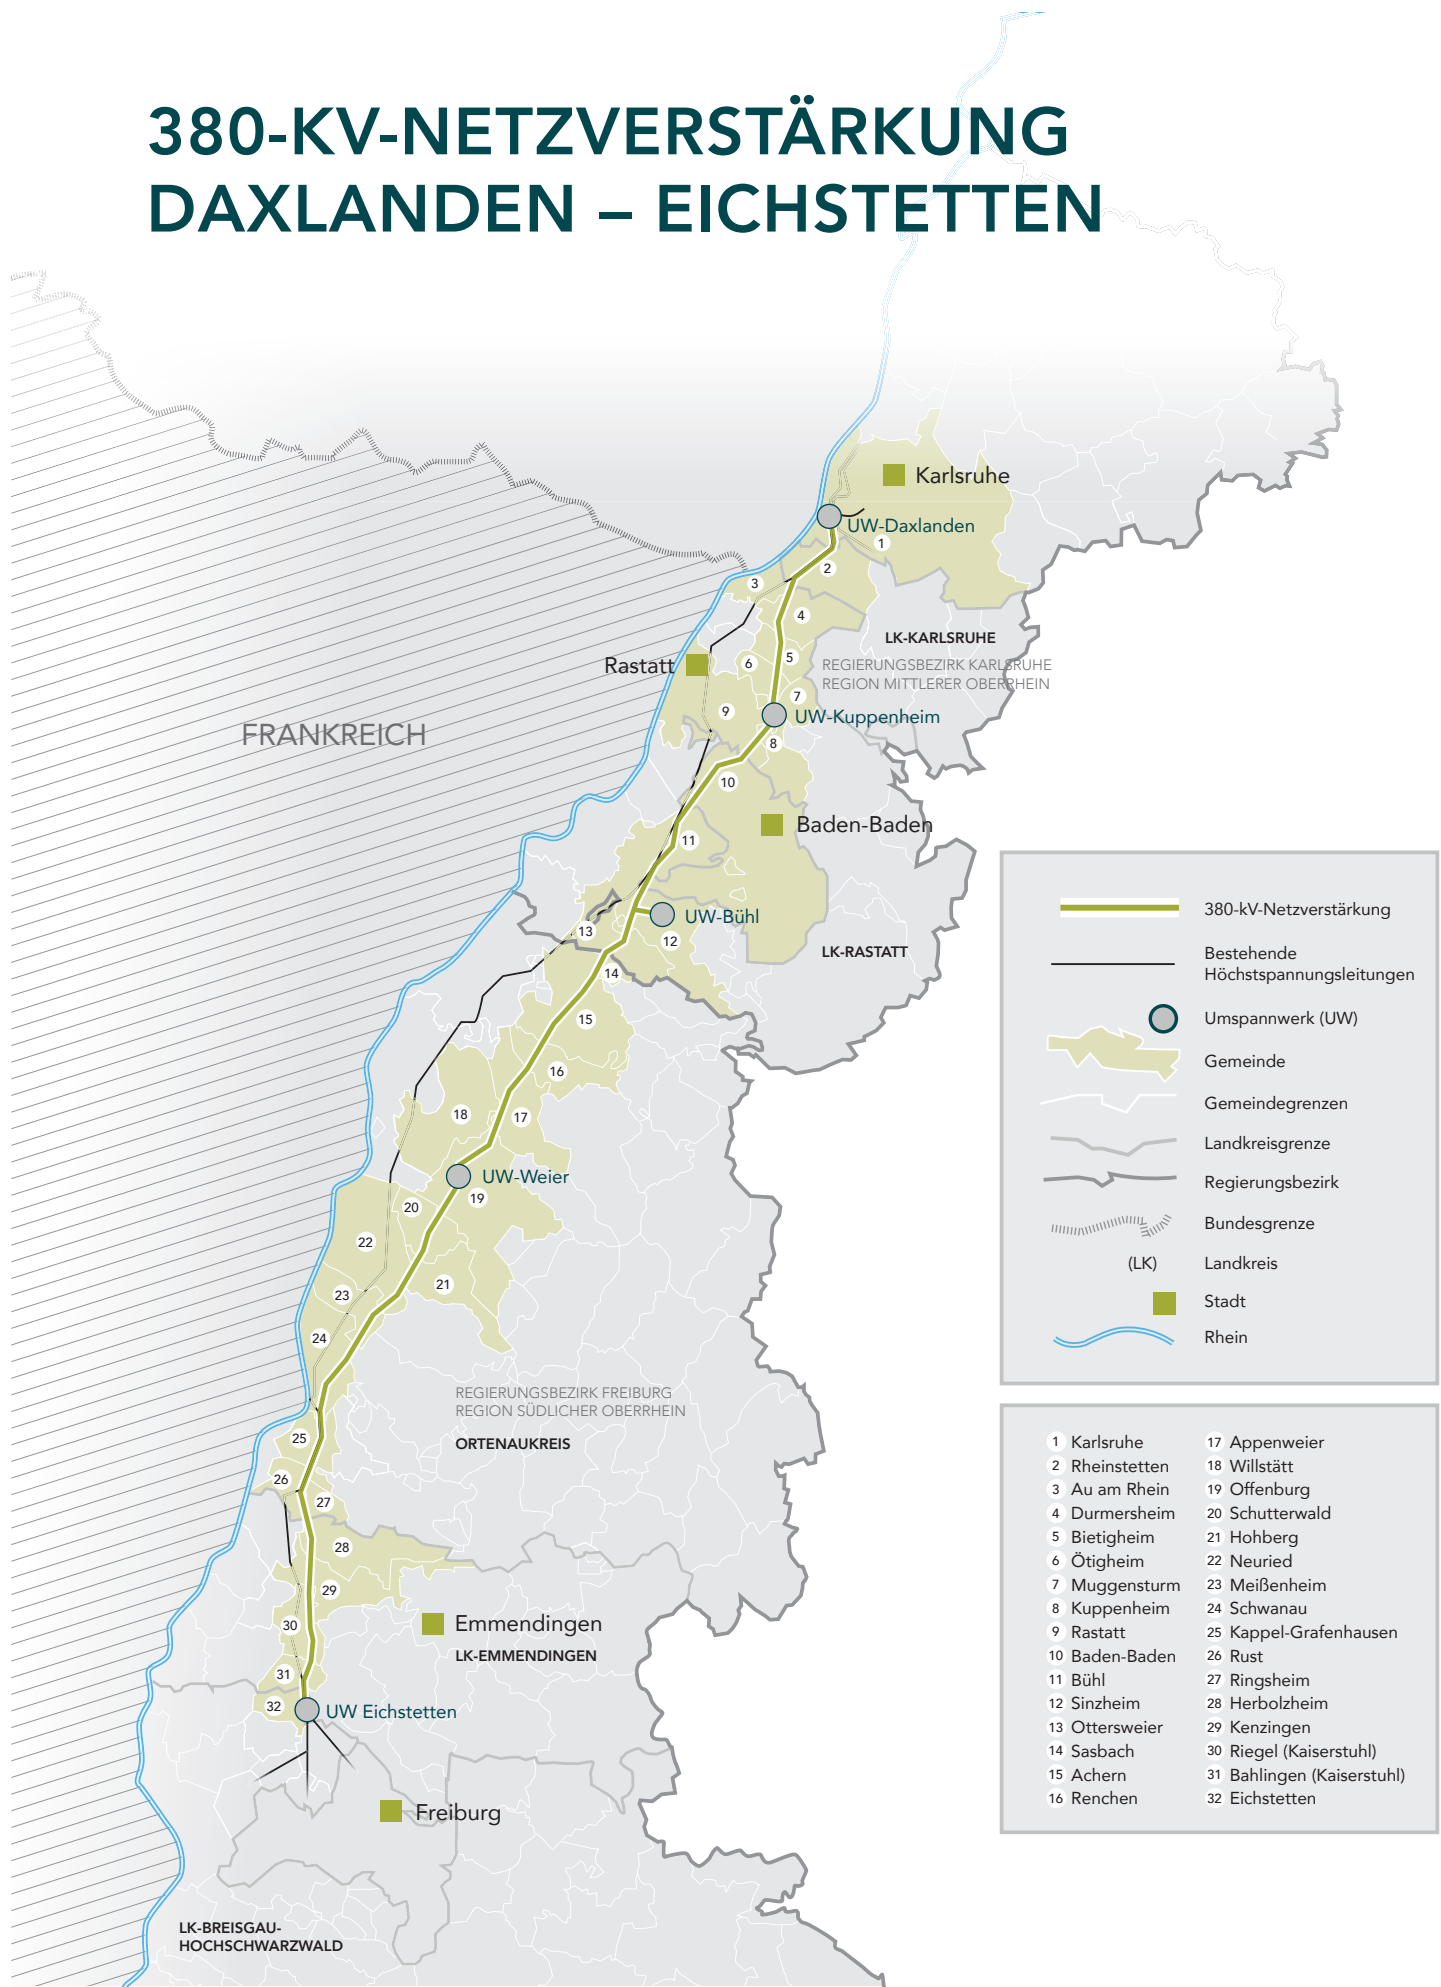 380-KV-NETZVERSTÄRKUNG
DAXLANDEN – EICHSTETTEN
Karlsruhe
UW-Daxlanden
1
2
3
4
LK-KARLSRUHE
REGIERUNGSBEZIRK KARLSRUHE
REGION MITTLERER OBERRHEIN
Rastatt
5
6
7
9
UW-Kuppenheim
FRANKREICH
8
10
Baden-Baden
11
UW-Bühl
13
12
LK-RASTATT
14
15
16
18
17
UW-Weier
19
20
22
21
23
24
REGIERUNGSBEZIRK FREIBURG
REGION SÜDLICHER OBERRHEIN
ORTENAUKREIS
25
26
27
28
29
30
Emmendingen
LK-EMMENDINGEN
31
32
UW Eichstetten
Freiburg
LK-BREISGAU-
HOCHSCHWARZWALD
380-kV-Netzverstärkung
Bestehende
Höchstspannungsleitungen
Umspannwerk (UW)
Gemeinde
Gemeindegrenzen
Landkreisgrenze
Regierungsbezirk
Bundesgrenze
(LK) Landkreis
Stadt
Rhein
1 Karlsruhe
2 Rheinstetten
3 Au am Rhein
4 Durmersheim
5 Bietigheim
6 Ötigheim
7 Muggensturm
8 Kuppenheim
9 Rastatt
10 Baden-Baden
11 Bühl
12 Sinzheim
13 Ottersweier
14 Sasbach
15 Achern
16 Renchen
17 Appenweier
18 Willstätt
19 Offenburg
20 Schutterwald
21 Hohberg
22 Neuried
23 Meißenheim
24 Schwanau
25 Kappel-Grafenhausen
26 Rust
27 Ringsheim
28 Herbolzheim
29 Kenzingen
30 Riegel (Kaiserstuhl)
31 Bahlingen (Kaiserstuhl)
32 Eichstetten